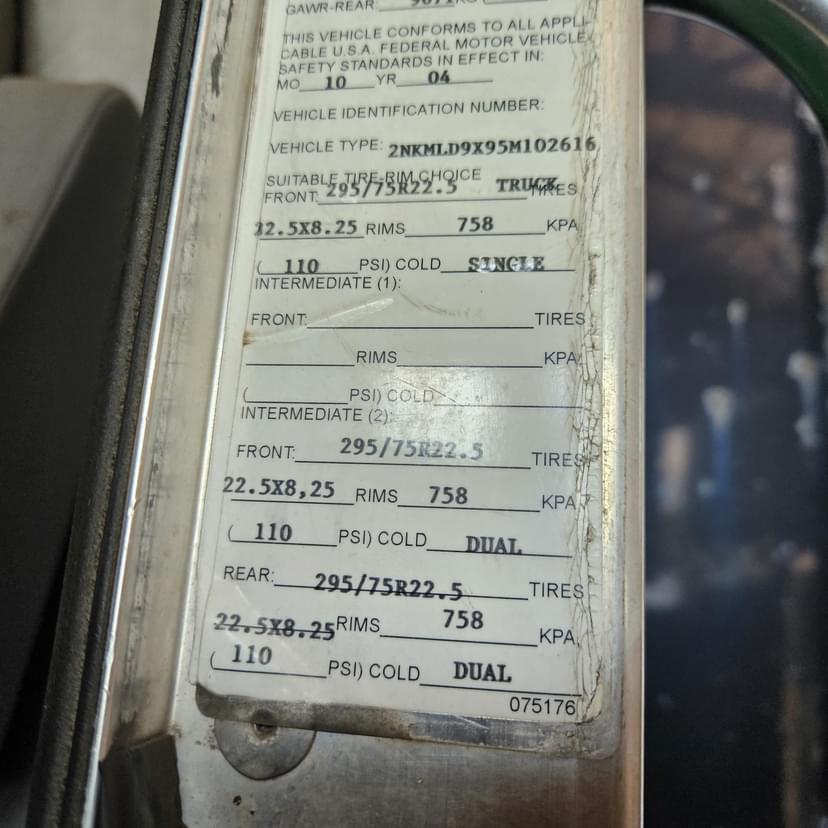 GAWR-REAR: 9071KG
THIS VEHICLE CONFORMS TO ALL APPLI-
CABLE U.S.A. FEDERAL MOTOR VEHICLE
SAFETY STANDARDS IN EFFECT IN:
MO 10 YR 04
VEHICLE IDENTIFICATION NUMBER:
VEHICLE TYPE: 2NKMLD9X95M102616
SUITABLE TIRE-RIM CHOICE
FRONT: 295/75R22.5 TRUCK TIRES
22.5X8.25 RIMS 758 KPA
( 110 PSI) COLD SINGLE
INTERMEDIATE (1):
FRONT: TIRES
RIMS KPA
( PSI) COLD
INTERMEDIATE (2):
FRONT: 295/75R22.5 TIRES
22.5X8,25 RIMS 758 KPA
( 110 PSI) COLD DUAL
REAR: 295/75R22.5 TIRES
22.5X8.25 RIMS 758 KPA
( 110 PSI) COLD DUAL
075176